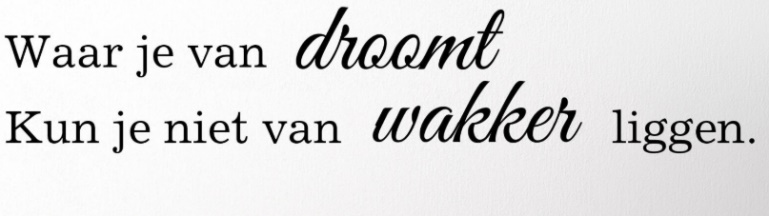 Waar je van droomt
Kun je niet van wakker liggen.